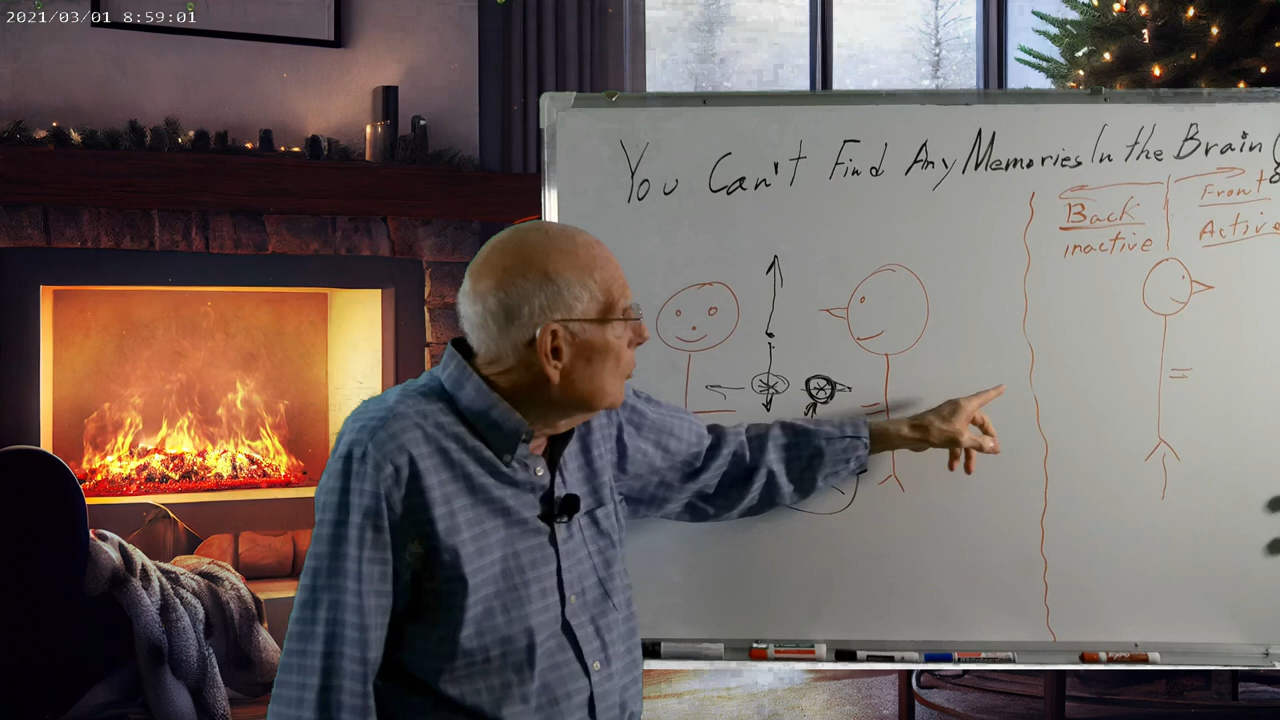 2021/03/01 8:59:01
You Can't Find Any Memories In the Brain (
Back
inactive
Front
Active